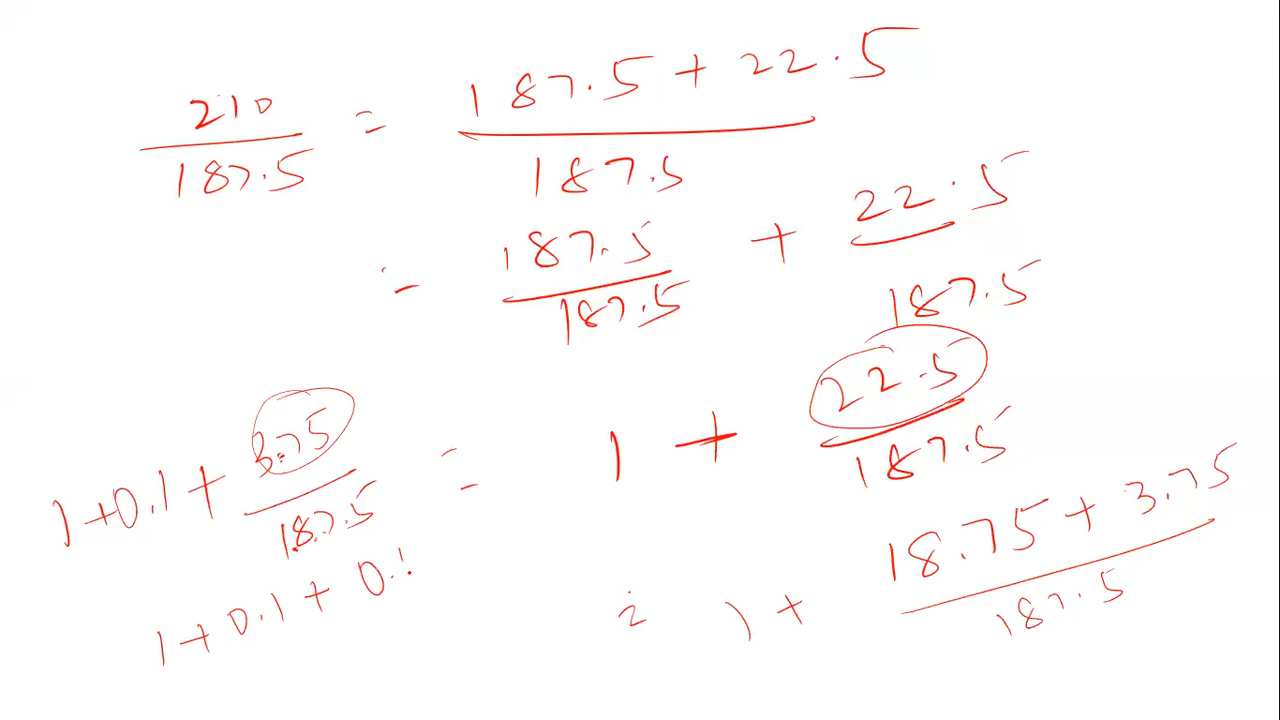 210/187.5 = (187.5 + 22.5)/187.5
= 187.5/187.5 + 22.5/187.5
= 1 + 22.5/187.5
= 1 + (18.75 + 3.75)/187.5
1+0.1+ 3.75/187.5
1+0.1+ 0.